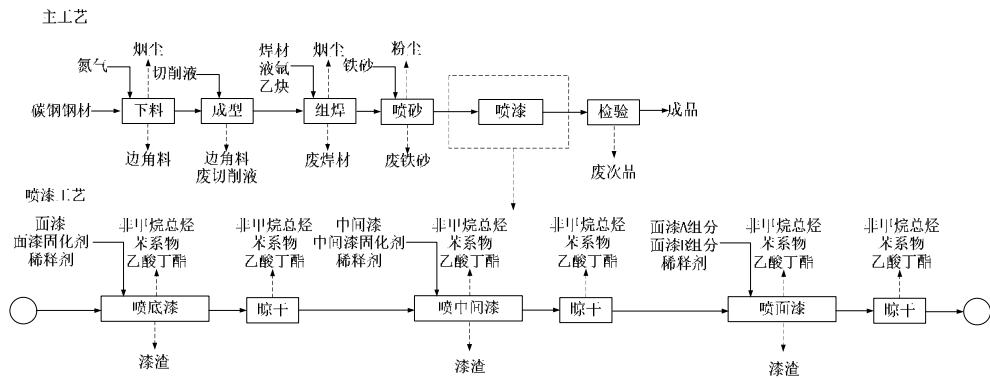 主工艺
烟尘
焊材
烟尘
粉尘
氮气
切削液
液氩
铁砂
乙炔
碳钢钢材
下料
成型
组焊
喷砂
喷漆
检验
成品
边角料
边角料
废切削液
废焊材
废铁砂
废次品
喷漆工艺
面漆
面漆固化剂
稀释剂
非甲烷总烃
苯系物
乙酸丁酯
非甲烷总烃
苯系物
乙酸丁酯
中间漆
中间漆固化剂
稀释剂
非甲烷总烃
苯系物
乙酸丁酯
非甲烷总烃
苯系物
乙酸丁酯
面漆A组分
面漆B组分
稀释剂
非甲烷总烃
苯系物
乙酸丁酯
非甲烷总烃
苯系物
乙酸丁酯
喷底漆
晾干
喷中间漆
晾干
喷面漆
晾干
漆渣
漆渣
漆渣